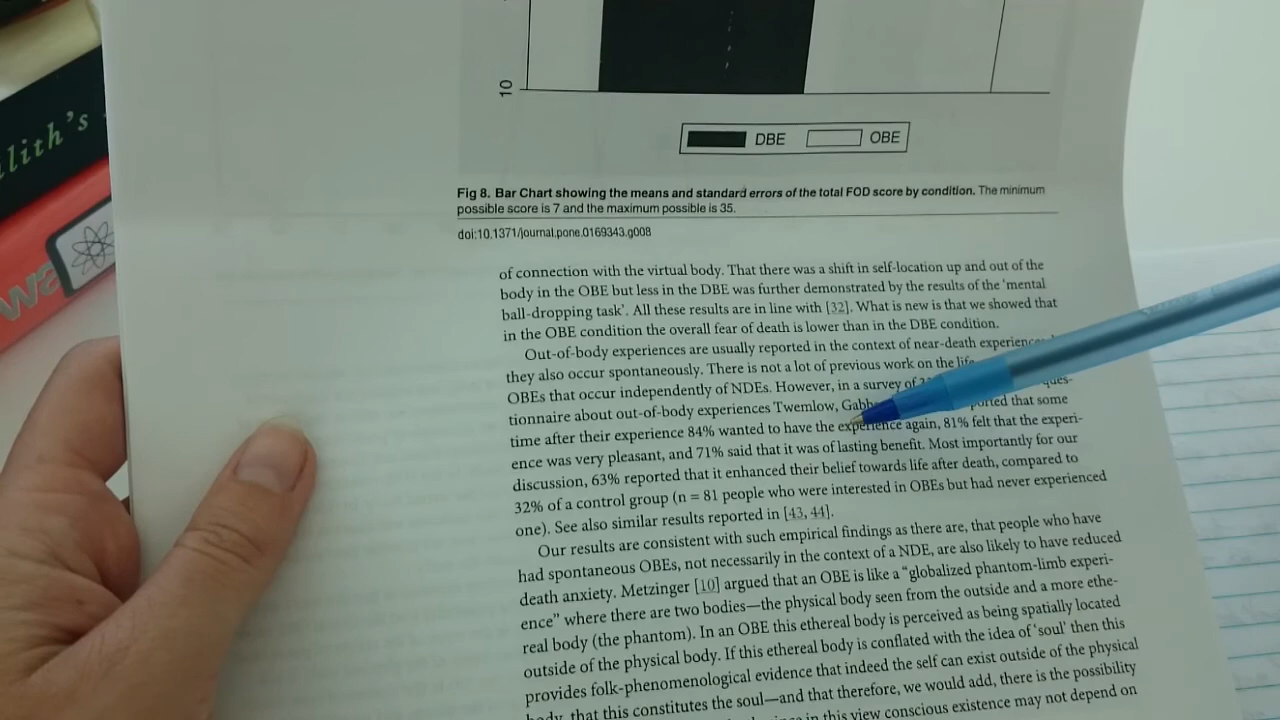 lith's
wa
10
DBE OBE
Fig 8. Bar Chart showing the means and standard errors of the total FOD score by condition. The minimum
possible score is 7 and the maximum possible is 35.
doi:10.1371/journal.pone.0169343.g008
of connection with the virtual body. That there was a shift in self-location up and out of the
body in the OBE but less in the DBE was further demonstrated by the results of the 'mental
ball-dropping task'. All these results are in line with [32]. What is new is that we showed that
in the OBE condition the overall fear of death is lower than in the DBE condition.
Out-of-body experiences are usually reported in the context of near-death
they also occur spontaneously. There is not a lot of previous work on the
OBEs that occur independently of NDEs. However, in a survey of ques-
tionnaire about out-of-body experiences Twemlow, that some
time after their experience 84% wanted to have the experience again, 81% felt that the experi-
ence was very pleasant, and 71% said that it was of lasting benefit. Most importantly for our
discussion, 63% reported that it enhanced their belief towards life after death, compared to
32% of a control group (n = 81 people who were interested in OBEs but had never experienced
one). See also similar results reported in [43, 44].
Our results are consistent with such empirical findings as there are, that people who have
had spontaneous OBEs, not necessarily in the context of a NDE, are also likely to have reduced
death anxiety. Metzinger [10] argued that an OBE is like a "globalized phantom-limb experi-
ence" where there are two bodies—the physical body seen from the outside and a more ethe-
real body (the phantom). In an OBE this ethereal body is perceived as being spatially located
outside of the physical body. If this ethereal body is conflated with the idea of 'soul' then this
provides folk-phenomenological evidence that indeed the self can exist outside of the physical
body, that this constitutes the soul—and that therefore, we would add, there is the possibility
in this view conscious existence may not depend on